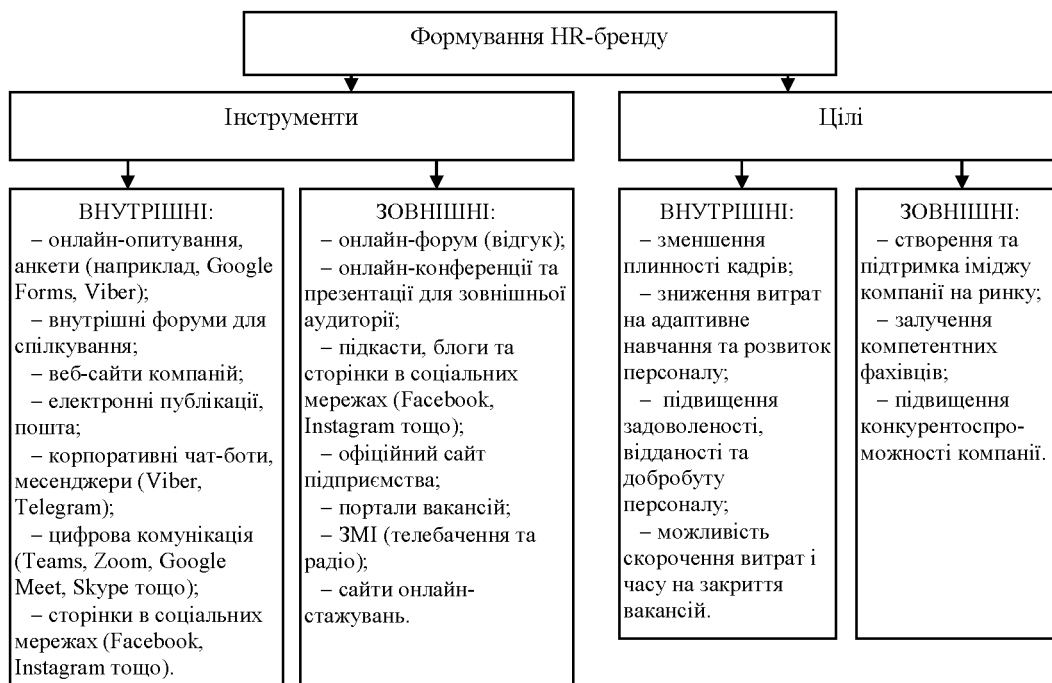 Формування HR-бренду
Інструменти
Цілі
ВНУТРІШНІ:
– онлайн-опитування,
анкети (наприклад, Google
Forms, Viber);
– внутрішні форуми для
спілкування;
– веб-сайти компаній;
– електронні публікації,
пошта;
– корпоративні чат-боти,
месенджери (Viber,
Telegram);
– цифрова комунікація
(Teams, Zoom, Google
Meet, Skype тощо);
– сторінки в соціальних
мережах (Facebook,
Instagram тощо).
ЗОВНІШНІ:
– онлайн-форум (відгук);
– онлайн-конференції та
презентації для зовнішньої
аудиторії;
– підкасти, блоги та
сторінки в соціальних
мережах (Facebook,
Instagram тощо);
– офіційний сайт
підприємства;
– портали вакансій;
– ЗМІ (телебачення та
радіо);
– сайти онлайн-
стажувань.
ВНУТРІШНІ:
– зменшення
плинності кадрів;
– зниження витрат
на адаптивне
навчання та розвиток
персоналу;
– підвищення
задоволеності,
відданості та
добробуту
персоналу;
– можливість
скорочення витрат і
часу на закриття
вакансій.
ЗОВНІШНІ:
– створення та
підтримка іміджу
компанії на ринку;
– залучення
компетентних
фахівців;
– підвищення
конкурентоспро-
можності компанії.